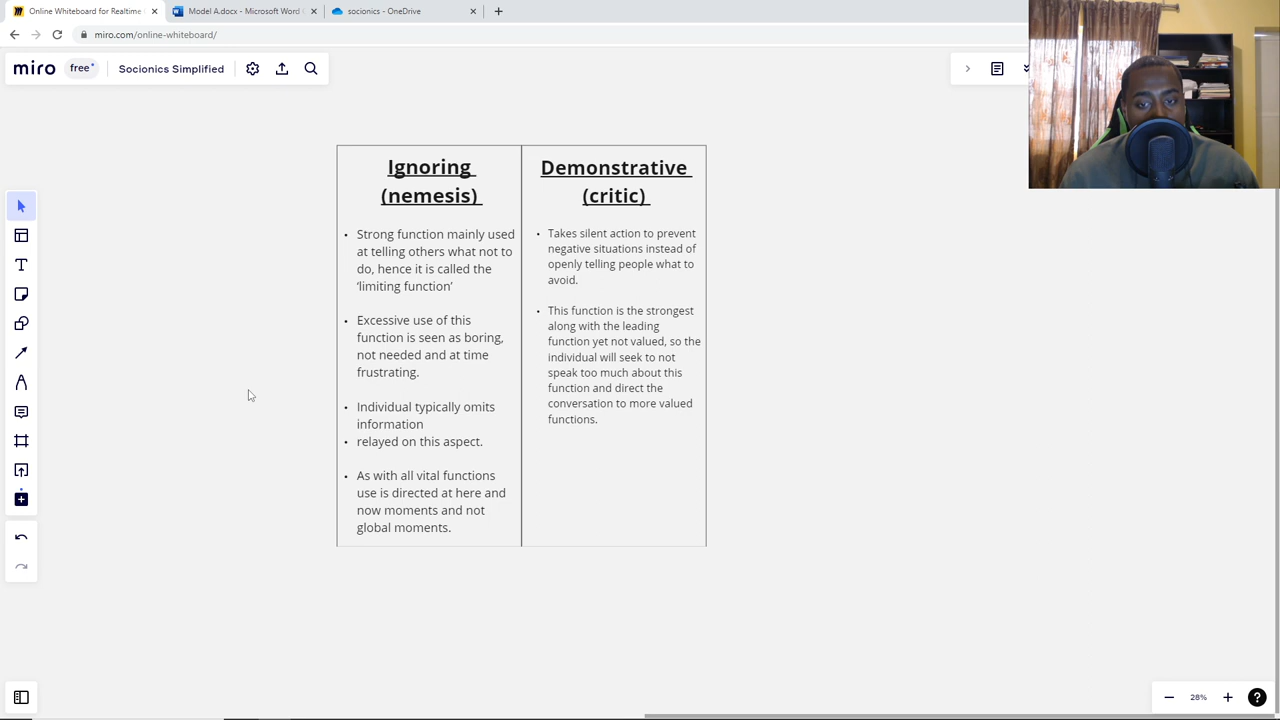 Online Whiteboard for Realtime
Model A.docx - Microsoft Word
socionics - OneDrive
miro.com/online-whiteboard/
miro
free
Socionics Simplified
Ignoring
(nemesis)
• Strong function mainly used
at telling others what not to
do, hence it is called the
‘limiting function’
• Excessive use of this
function is seen as boring,
not needed and at time
frustrating.
• Individual typically omits
information
• relayed on this aspect.
• As with all vital functions
use is directed at here and
now moments and not
global moments.
Demonstrative
(critic)
• Takes silent action to prevent
negative situations instead of
openly telling people what to
avoid.
• This function is the strongest
along with the leading
function yet not valued, so the
individual will seek to not
speak too much about this
function and direct the
conversation to more valued
functions.
28%